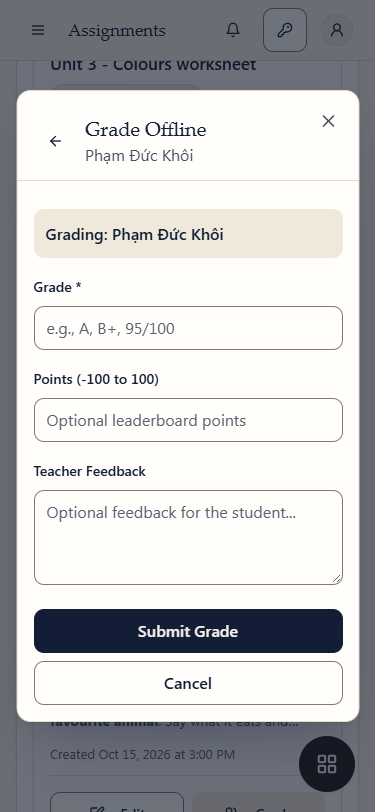 Assignments
Unit 3 - Colours worksheet
Grade Offline
Phạm Đức Khôi
Grading: Phạm Đức Khôi
Grade *
e.g., A, B+, 95/100
Points (-100 to 100)
Optional leaderboard points
Teacher Feedback
Optional feedback for the student...
Submit Grade
Cancel
favourite animal. Say what it eats and...
Created Oct 15, 2026 at 3:00 PM
Edit